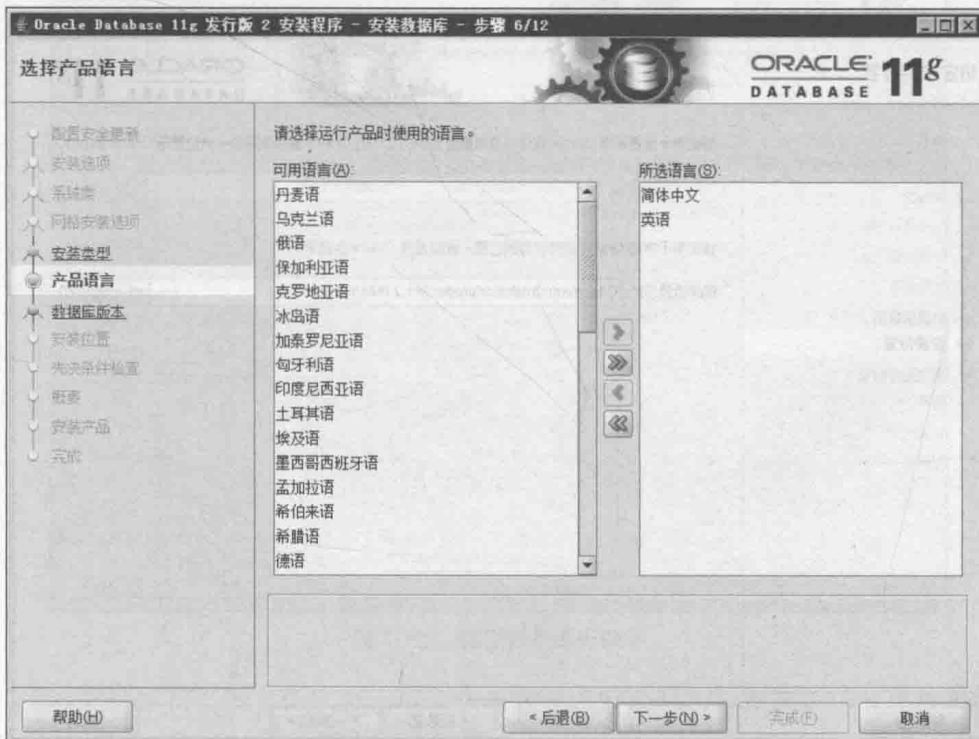 Oracle Database 11g 发行版 2 安装程序 - 安装数据库 - 步骤 6/12
选择产品语言
ORACLE 11g
DATABASE
配置安全更新
安装选项
系统类
网格安装选项
安装类型
产品语言
数据库版本
安装位置
先决条件检查
概要
安装产品
完成
请选择运行产品时使用的语言。
可用语言(A):
丹麦语
乌克兰语
俄语
保加利亚语
克罗地亚语
冰岛语
加泰罗尼亚语
匈牙利语
印度尼西亚语
土耳其语
埃及语
墨西哥西班牙语
孟加拉语
希伯来语
希腊语
德语
所选语言(S):
简体中文
英语
帮助(H)
< 后退(B)
下一步(N) >
完成(F)
取消